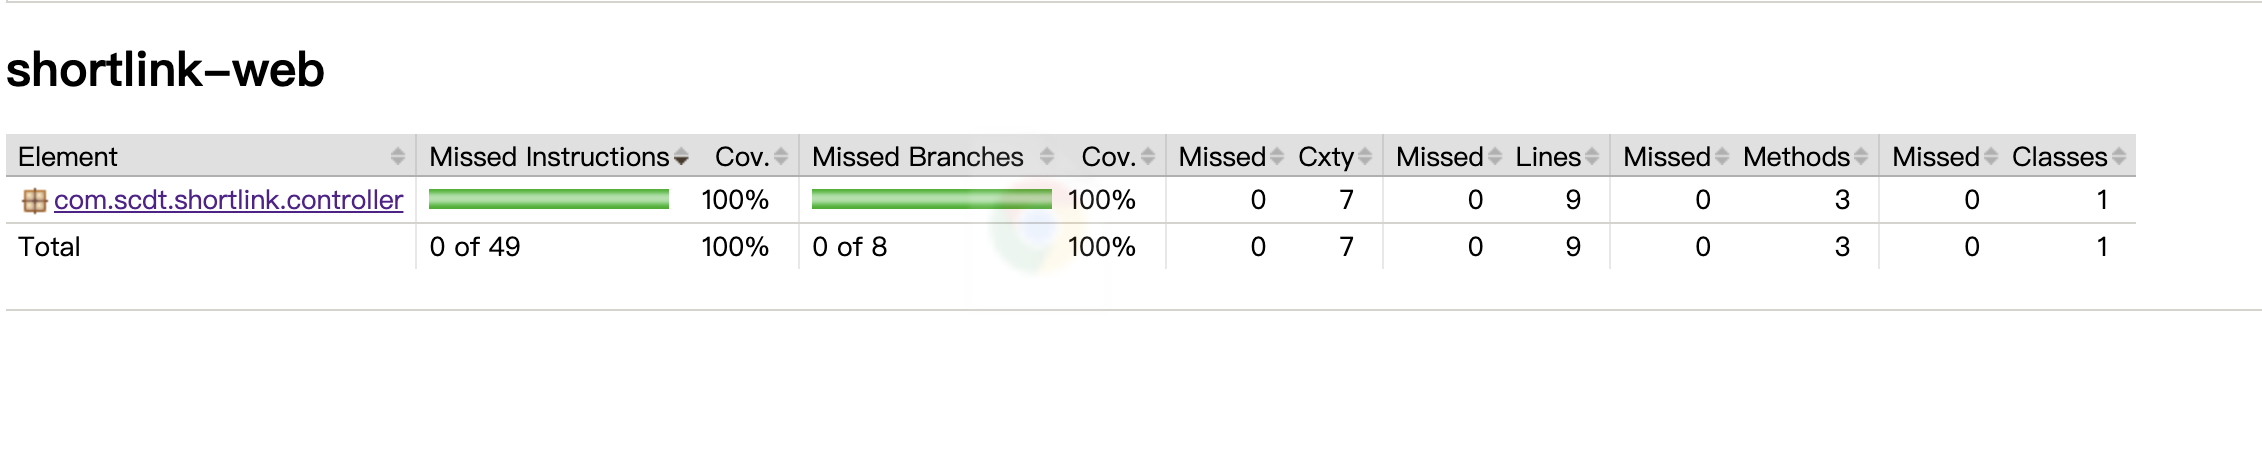 shortlink-web
Element Missed Instructions Cov. Missed Branches Cov. Missed Cxty Missed Lines Missed Methods Missed Classes
com.scdt.shortlink.controller 100% 100% 0 7 0 9 0 3 0 1
Total 0 of 49 100% 0 of 8 100% 0 7 0 9 0 3 0 1